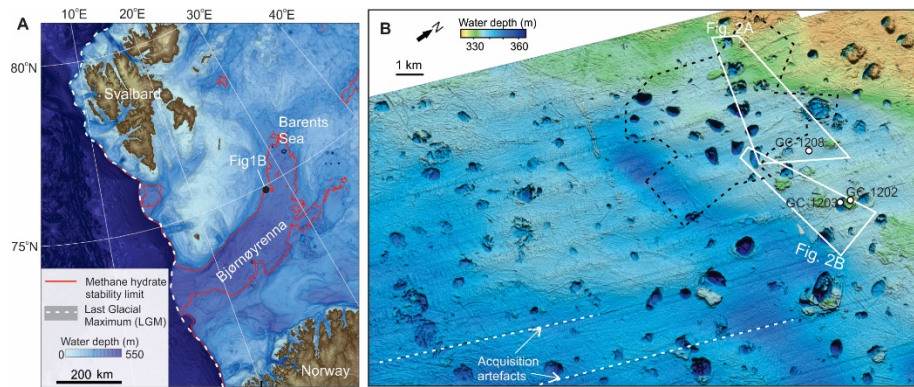 A
10°E
20°E
30°E
40°E
50°E
60°E
80°N
Svalbard
Barents
Sea
Fig1B
75°N
Bjørnøyrenna
Methane hydrate
stability limit
Last Glacial
Maximum (LGM)
Water depth (m)
0 550
200 km
Norway
B
N
Water depth (m)
330 360
1 km
Fig. 2A
GC-1208
GC-1202
GC-1203
Fig. 2B
Acquisition
artefacts